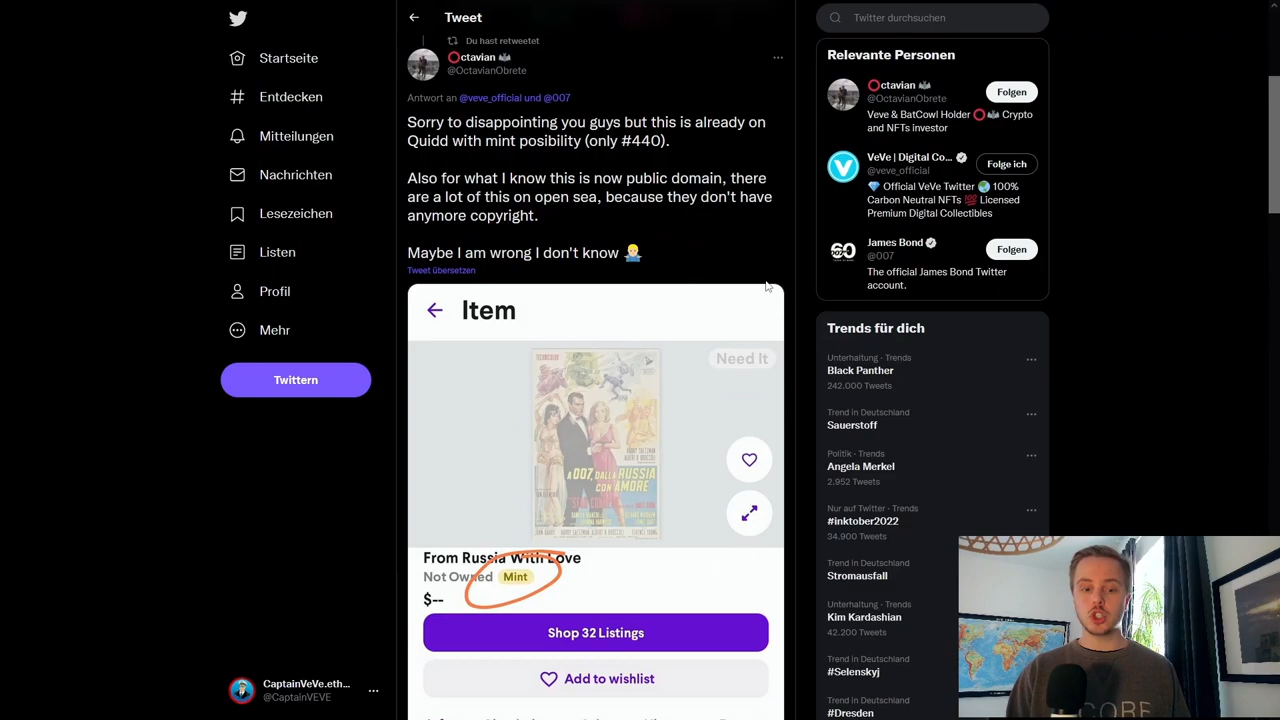 Startseite
Entdecken
Mitteilungen
Nachrichten
Lesezeichen
Listen
Profil
Mehr
Twittern
CaptainVeVe.eth...
@CaptainVEVE
Tweet
Du hast retweetet
⭕ctavian 🦇
@OctavianObrete
Antwort an @veve_official und @007
Sorry to disappointing you guys but this is already on
Quidd with mint posibility (only #440).
Also for what I know this is now public domain, there
are a lot of this on open sea, because they don't have
anymore copyright.
Maybe I am wrong I don't know 🤷🏼‍♂️
Tweet übersetzen
Item
Need It
TECHNICOLOR
A 007, DALLA RUSSIA
CON AMORE
SEAN CONNERY
From Russia With Love
Not Owned Mint
$--
Shop 32 Listings
Add to wishlist
Twitter durchsuchen
Relevante Personen
⭕ctavian 🦇
@OctavianObrete
Folgen
Veve & BatCowl Holder ⭕🦇 Crypto
and NFTs investor
VeVe | Digital Co...
@veve_official
Folge ich
💎 Official VeVe Twitter 🌏 100%
Carbon Neutral NFTs 💯 Licensed
Premium Digital Collectibles
James Bond
@007
Folgen
The official James Bond Twitter
account.
Trends für dich
Unterhaltung · Trends
Black Panther
242.000 Tweets
Trend in Deutschland
Sauerstoff
Politik · Trends
Angela Merkel
2.952 Tweets
Nur auf Twitter · Trends
#inktober2022
34.900 Tweets
Trend in Deutschland
Stromausfall
Unterhaltung · Trends
Kim Kardashian
42.200 Tweets
Trend in Deutschland
#Selenskyj
Trend in Deutschland
#Dresden
CORE